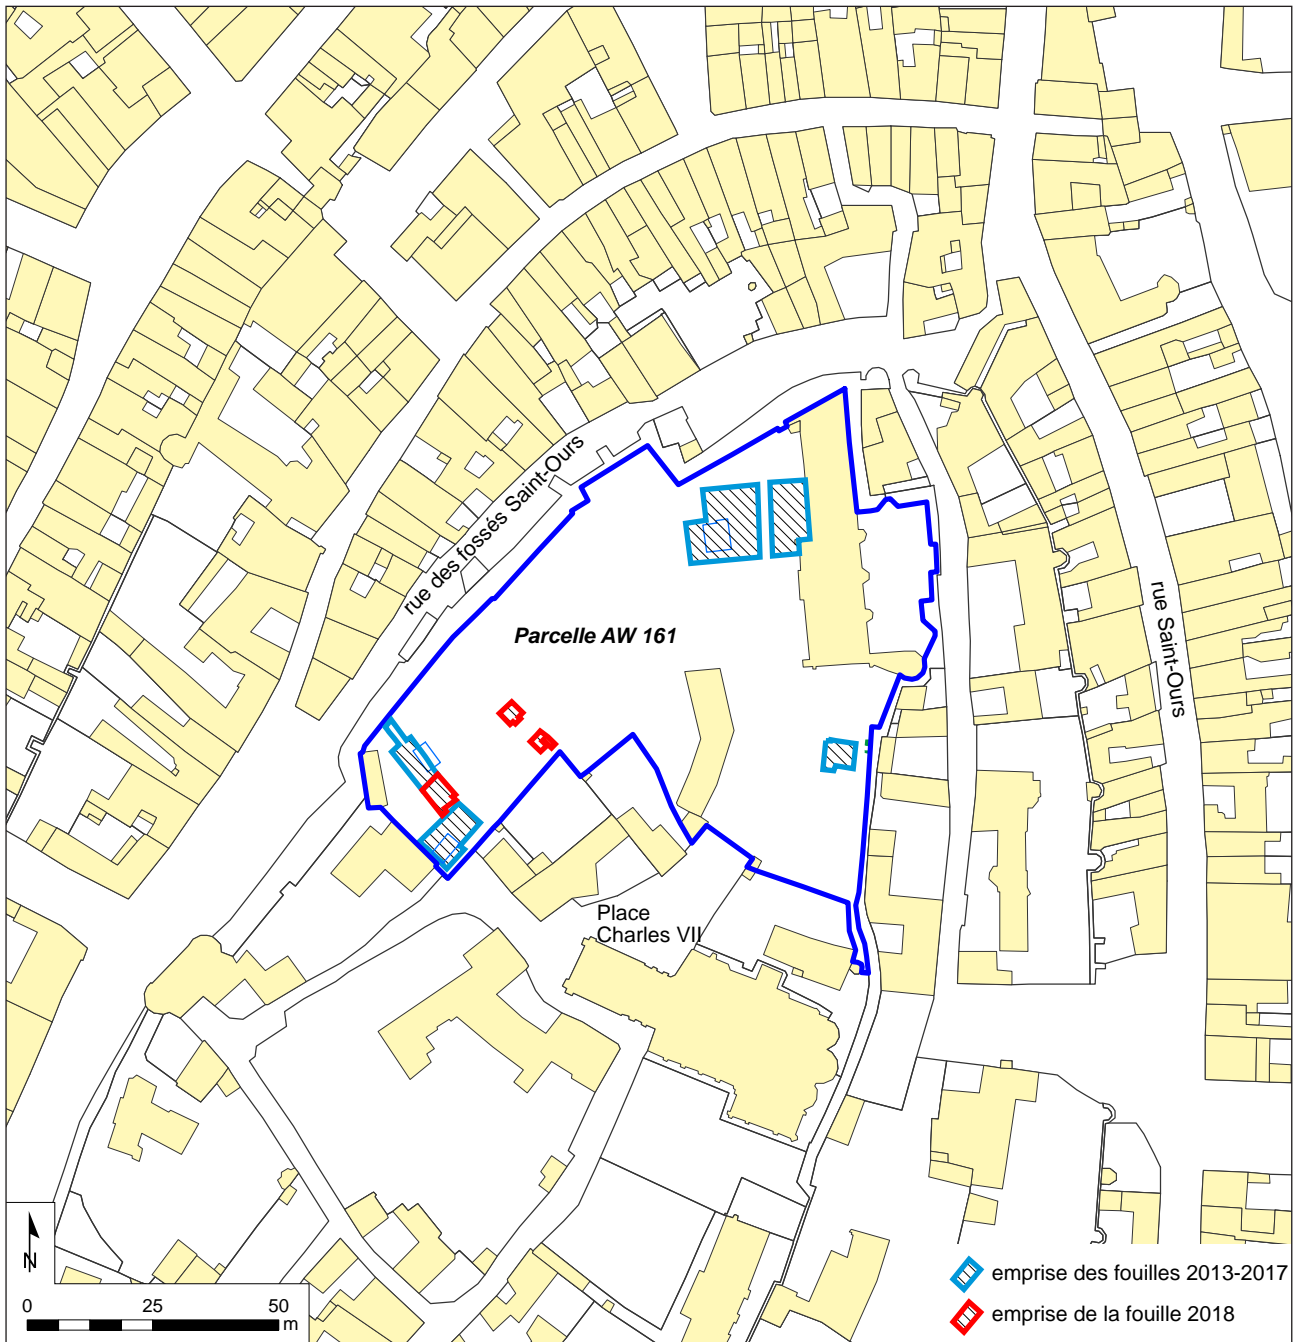 rue des fossés Saint-Ours
Parcelle AW 161
rue Saint-Ours
Place
Charles VII
N
0 25 50
m
emprise des fouilles 2013-2017
emprise de la fouille 2018